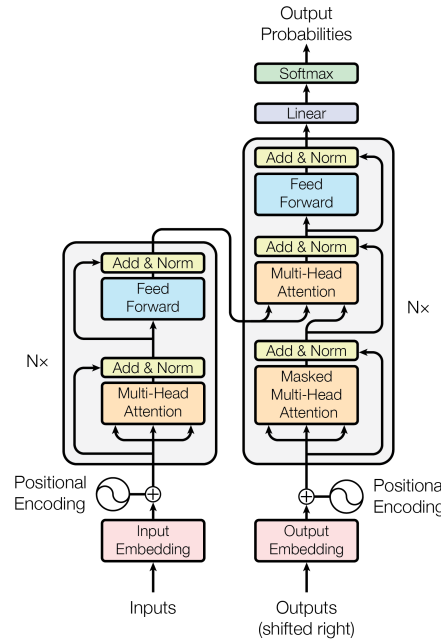 Output
Probabilities
Softmax
Linear
Add & Norm
Feed
Forward
Add & Norm
Multi-Head
Attention
Add & Norm
Masked
Multi-Head
Attention
N×
Add & Norm
Feed
Forward
N×
Add & Norm
Multi-Head
Attention
Positional
Encoding
Positional
Encoding
Input
Embedding
Output
Embedding
Inputs
Outputs
(shifted right)